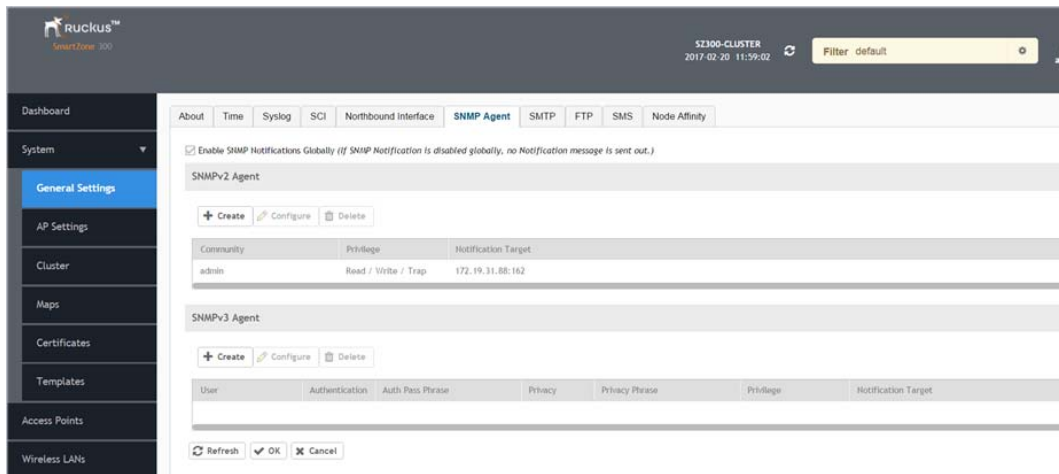 RUCKUS™
SmartZone 300
SZ300-CLUSTER
2017-02-20 11:59:02
Filter default
Dashboard
System
General Settings
AP Settings
Cluster
Maps
Certificates
Templates
Access Points
Wireless LANs
About Time Syslog SCI Northbound Interface SNMP Agent SMTP FTP SMS Node Affinity
Enable SNMP Notifications Globally (If SNMP Notification is disabled globally, no Notification message is sent out.)
SNMPv2 Agent
Create Configure Delete
Community Privilege Notification Target
admin Read / Write / Trap 172.19.31.88:162
SNMPv3 Agent
Create Configure Delete
User Authentication Auth Pass Phrase Privacy Privacy Phrase Privilege Notification Target
Refresh OK Cancel